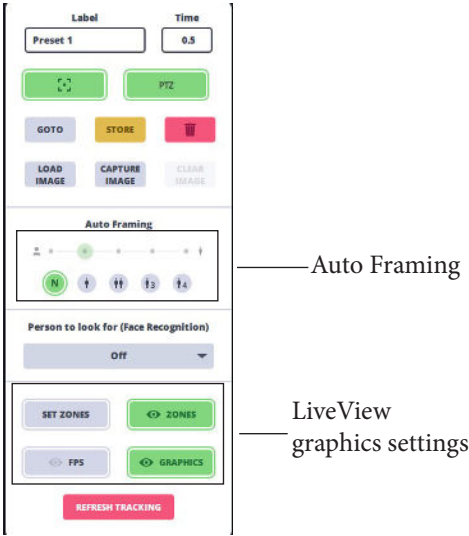 Label Time
Preset 1 0.5
PTZ
GOTO STORE
LOAD IMAGE CAPTURE IMAGE CLEAR IMAGE
Auto Framing
N 3 4
Auto Framing
Person to look for (Face Recognition)
Off
SET ZONES ZONES
FPS GRAPHICS
LiveView
graphics settings
REFRESH TRACKING